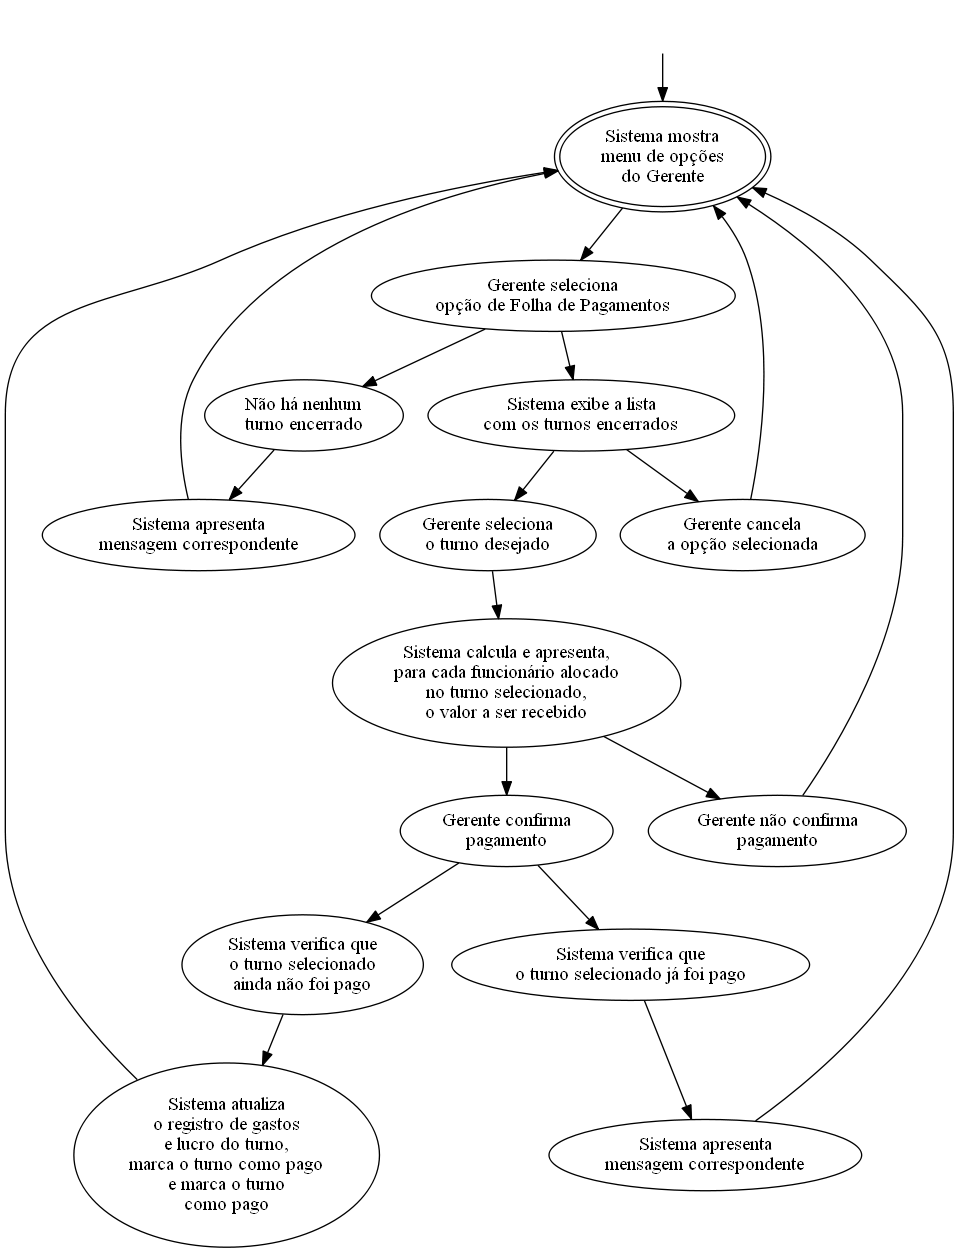 Sistema mostra
menu de opções
do Gerente
Gerente seleciona
opção de Folha de Pagamentos
Não há nenhum
turno encerrado
Sistema exibe a lista
com os turnos encerrados
Sistema apresenta
mensagem correspondente
Gerente seleciona
o turno desejado
Gerente cancela
a opção selecionada
Sistema calcula e apresenta,
para cada funcionário alocado
no turno selecionado,
o valor a ser recebido
Gerente confirma
pagamento
Gerente não confirma
pagamento
Sistema verifica que
o turno selecionado
ainda não foi pago
Sistema verifica que
o turno selecionado já foi pago
Sistema atualiza
o registro de gastos
e lucro do turno,
marca o turno como pago
e marca o turno
como pago
Sistema apresenta
mensagem correspondente